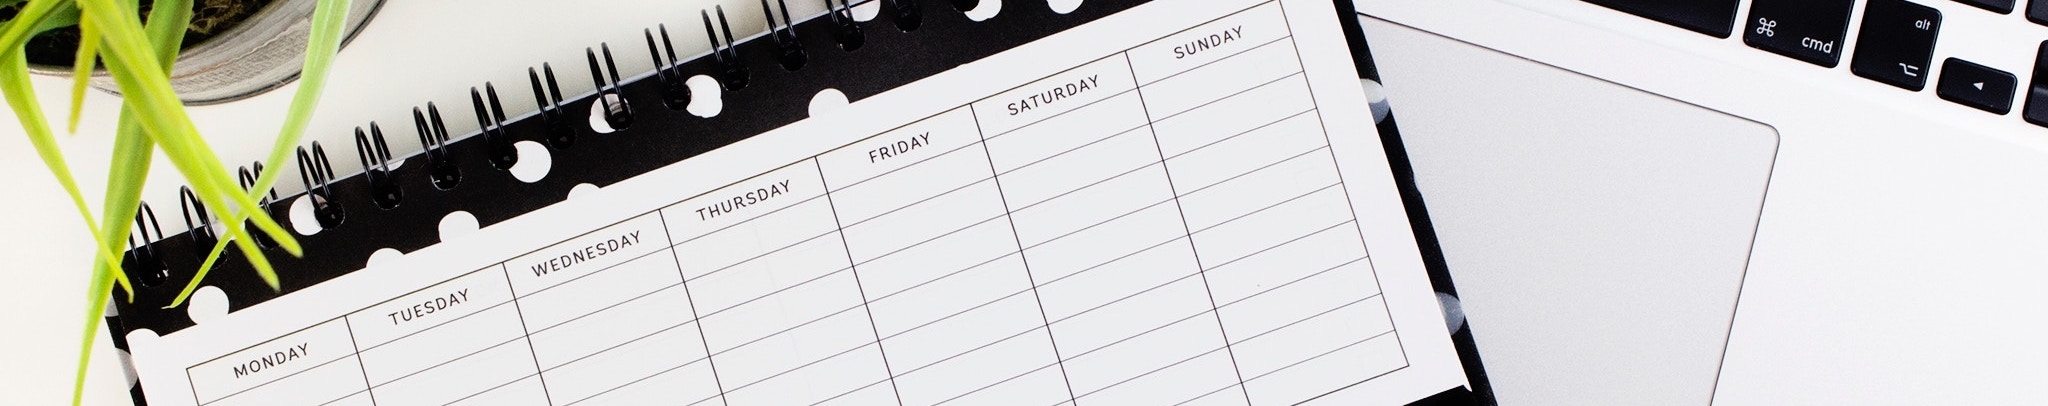 MONDAY TUESDAY WEDNESDAY THURSDAY FRIDAY SATURDAY SUNDAY
⌘ cmd
alt ⌥
◄